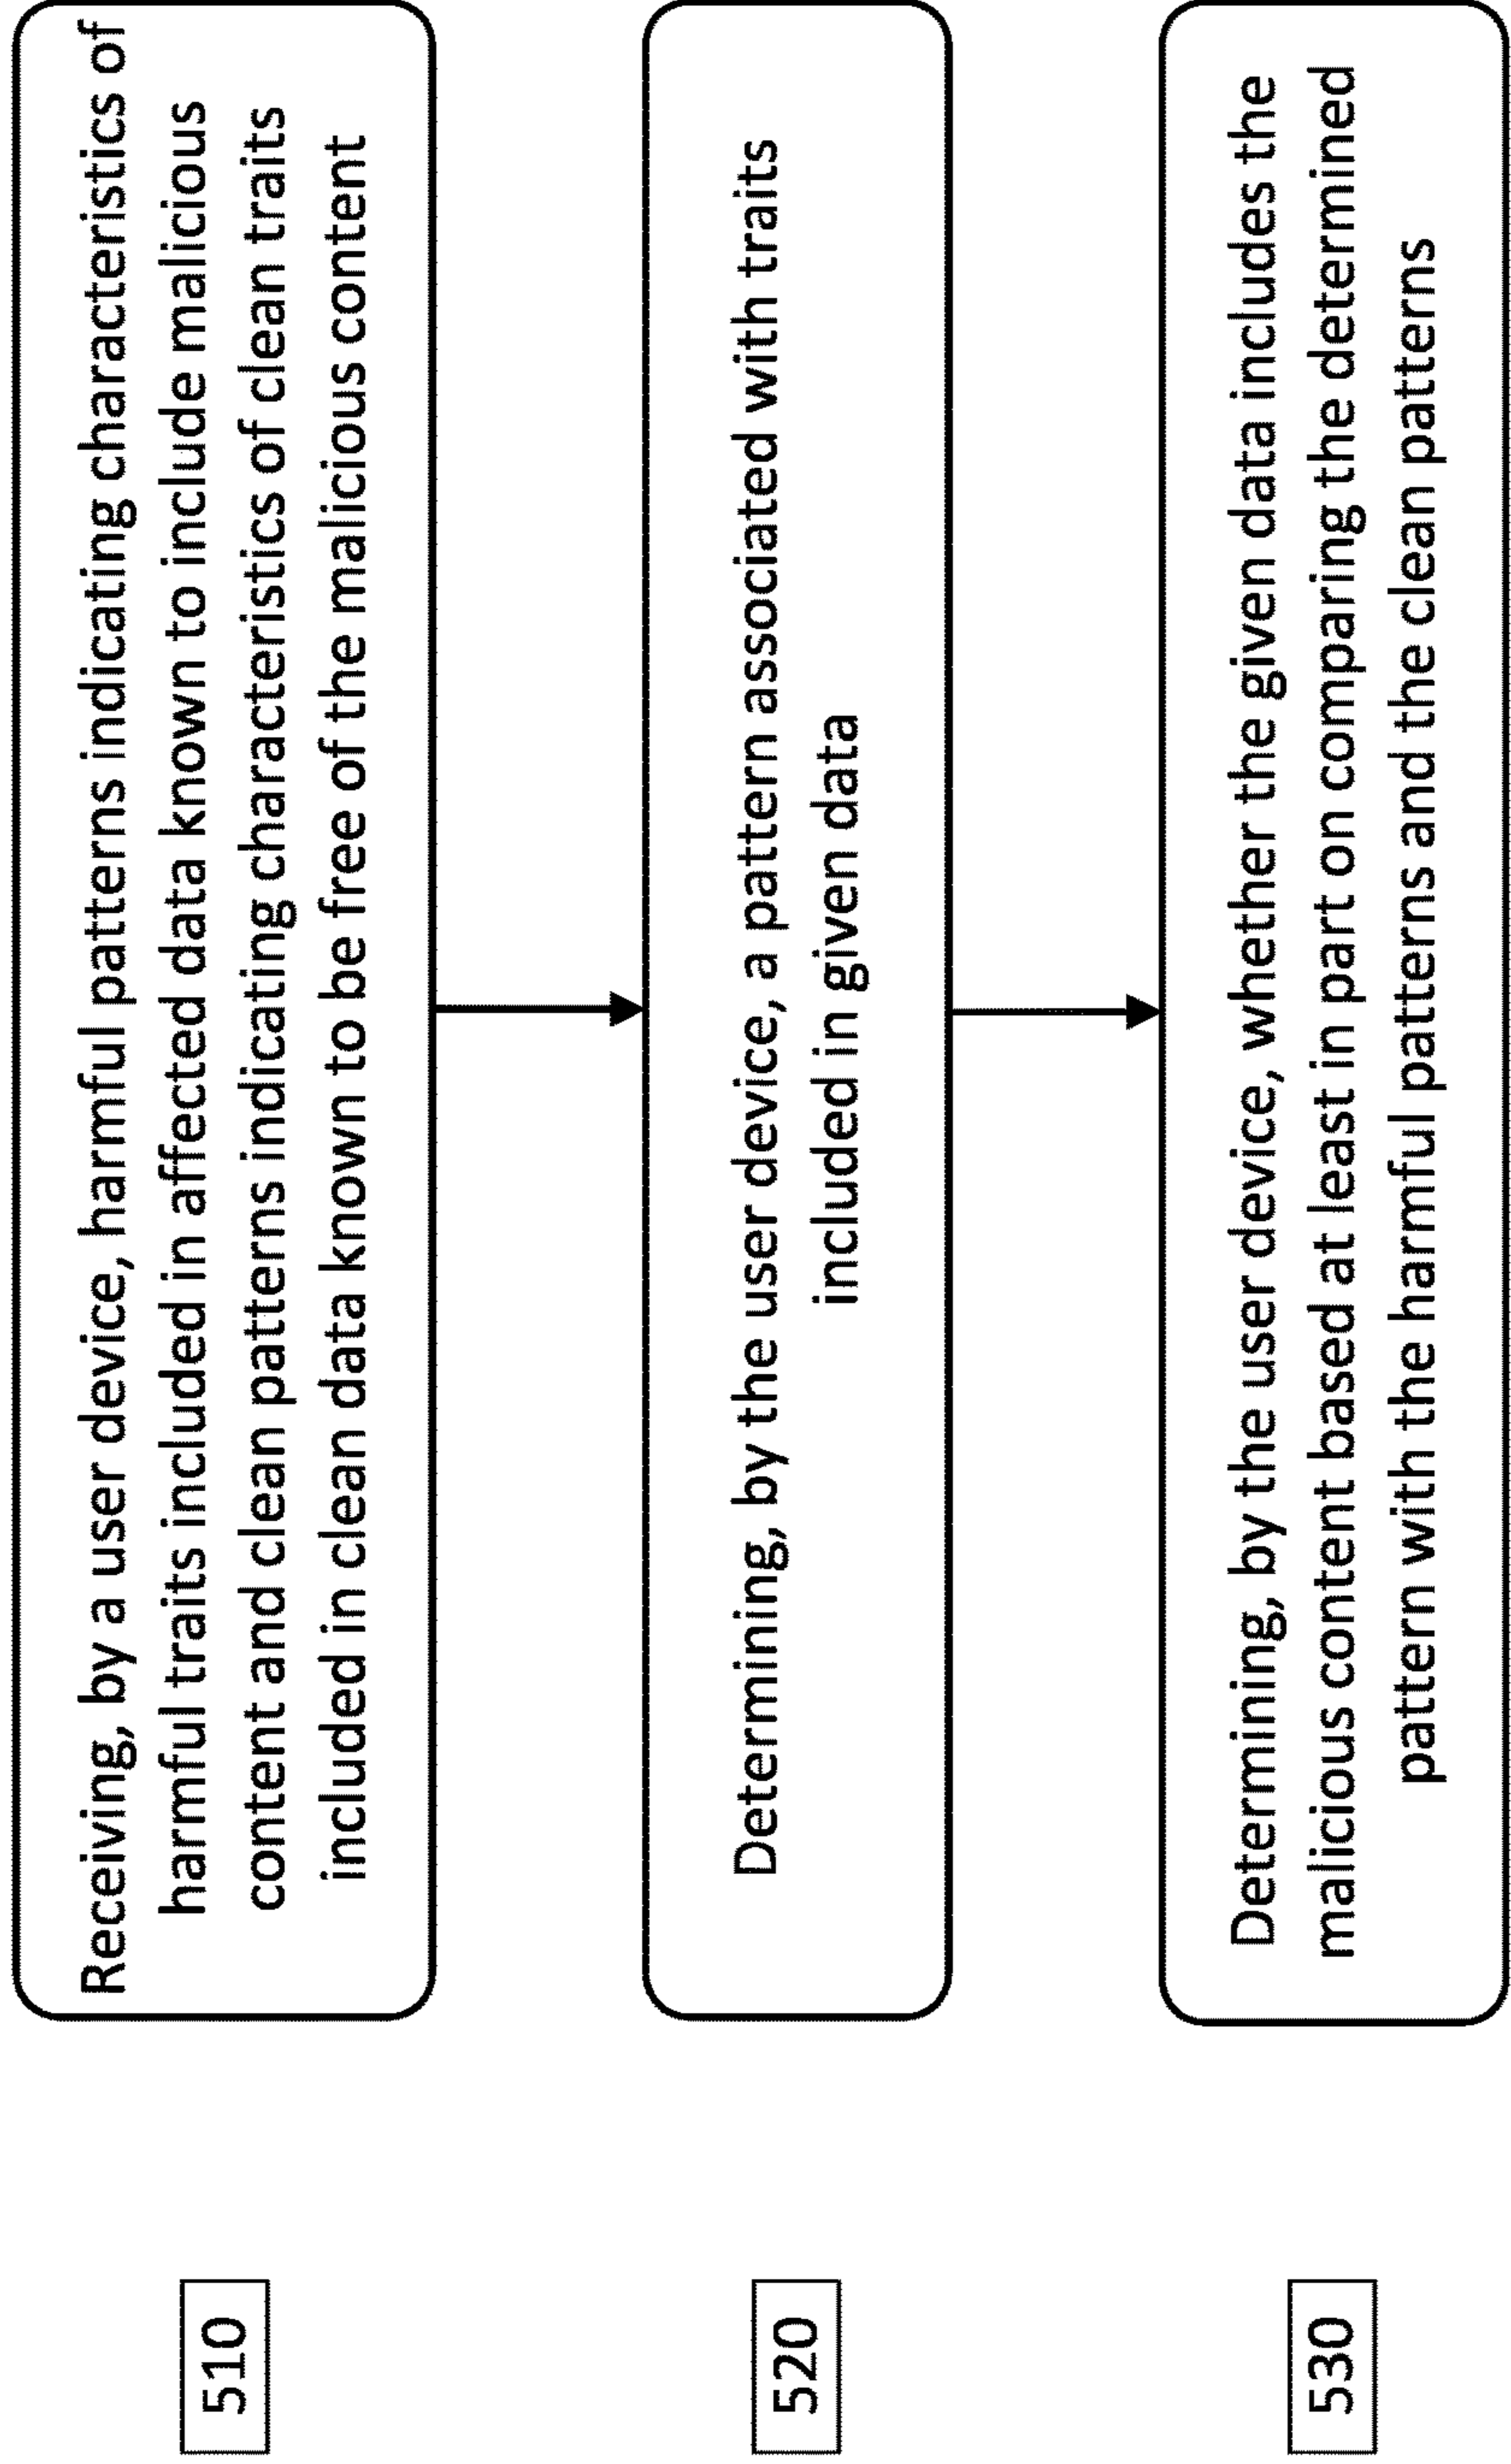 510
Receiving, by a user device, harmful patterns indicating characteristics of
harmful traits included in affected data known to include malicious
content and clean patterns indicating characteristics of clean traits
included in clean data known to be free of the malicious content
520
Determining, by the user device, a pattern associated with traits
included in given data
530
Determining, by the user device, whether the given data includes the
malicious content based at least in part on comparing the determined
pattern with the harmful patterns and the clean patterns